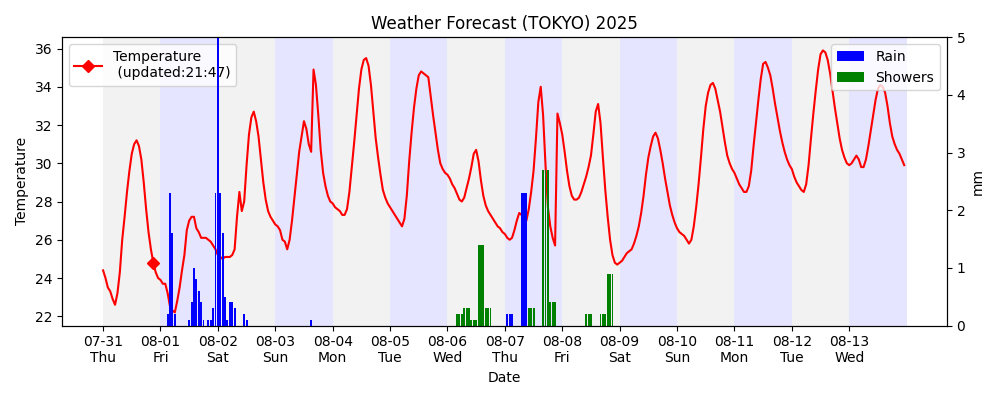 Weather Forecast (TOKYO) 2025
Temperature
(updated:21:47)
Rain
Showers
Temperature
36
34
32
30
28
26
24
22
5
4
3
2
1
0
mm
07-31 08-01 08-02 08-03 08-04 08-05 08-06 08-07 08-08 08-09 08-10 08-11 08-12 08-13
Thu Fri Sat Sun Mon Tue Wed Thu Fri Sat Sun Mon Tue Wed
Date